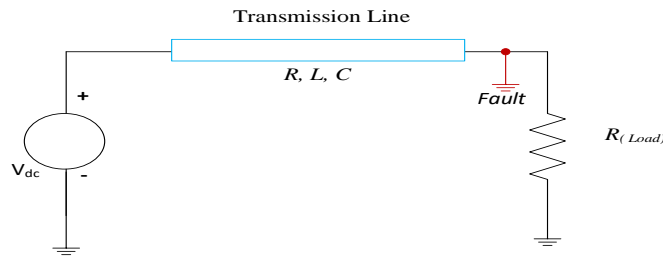 Transmission Line
R, L, C
Fault
+
R( Load)
Vdc
-